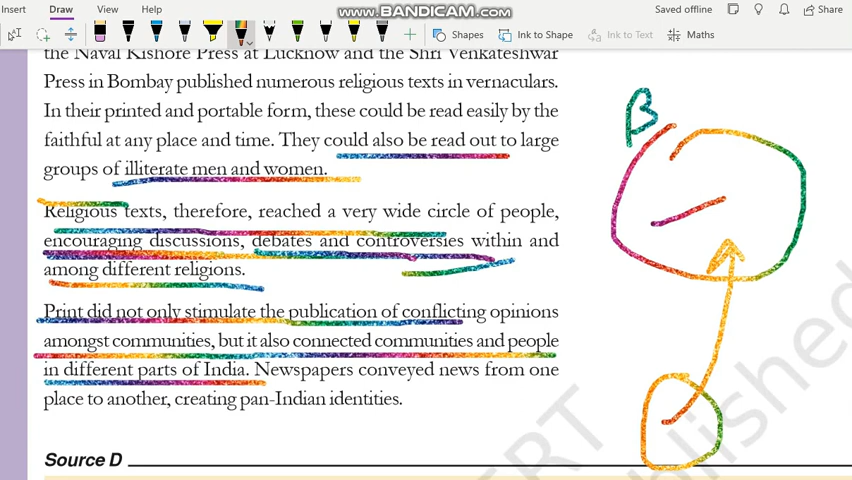 WWW.BANDICAM.COM
Insert Draw View Help Saved offline Share
Shapes Ink to Shape Ink to Text Maths
the Naval Kishore Press at Lucknow and the Shri Venkateshwar
Press in Bombay published numerous religious texts in vernaculars.
In their printed and portable form, these could be read easily by the
faithful at any place and time. They could also be read out to large
groups of illiterate men and women.
Religious texts, therefore, reached a very wide circle of people,
encouraging discussions, debates and controversies within and
among different religions.
Print did not only stimulate the publication of conflicting opinions
amongst communities, but it also connected communities and people
in different parts of India. Newspapers conveyed news from one
place to another, creating pan-Indian identities.
Source D
B